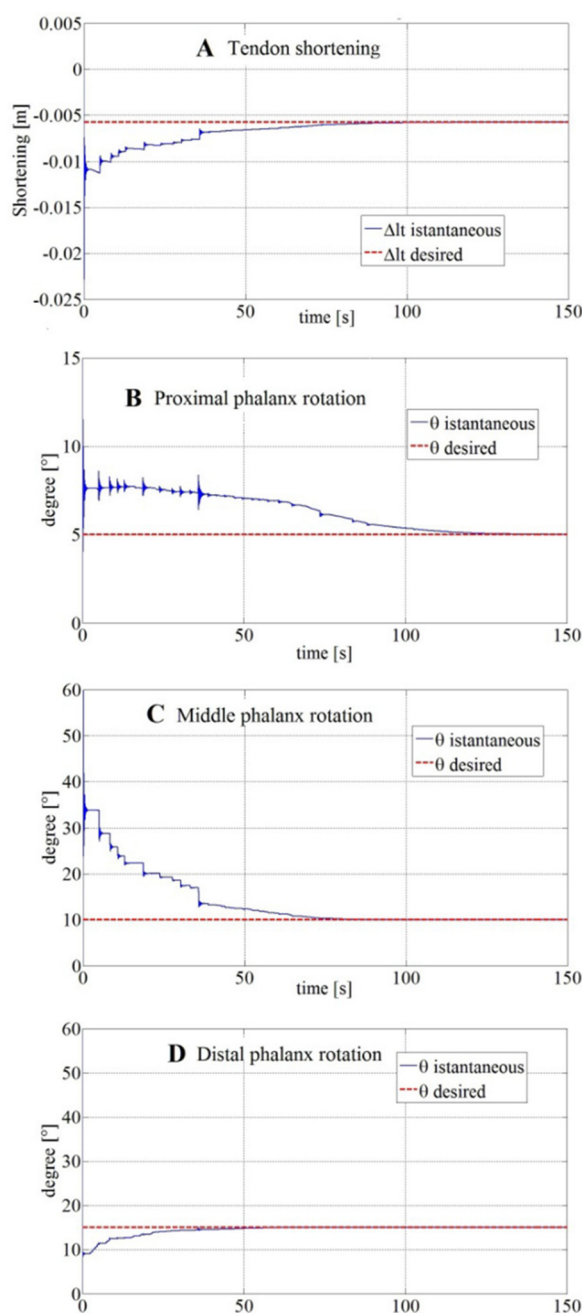 0.005
A Tendon shortening
0
-0.005
Shortening [m]
-0.01
-0.015
Δlt istantaneous
Δlt desired
-0.02
-0.025
0 50 100 150
time [s]
15
B Proximal phalanx rotation
θ istantaneous
θ desired
10
degree [°]
5
0
0 50 100 150
time [s]
60
C Middle phalanx rotation
θ istantaneous
θ desired
50
40
degree [°]
30
20
10
0
0 50 100 150
time [s]
60
D Distal phalanx rotation
θ istantaneous
θ desired
50
40
degree [°]
30
20
10
0
0 50 100 150